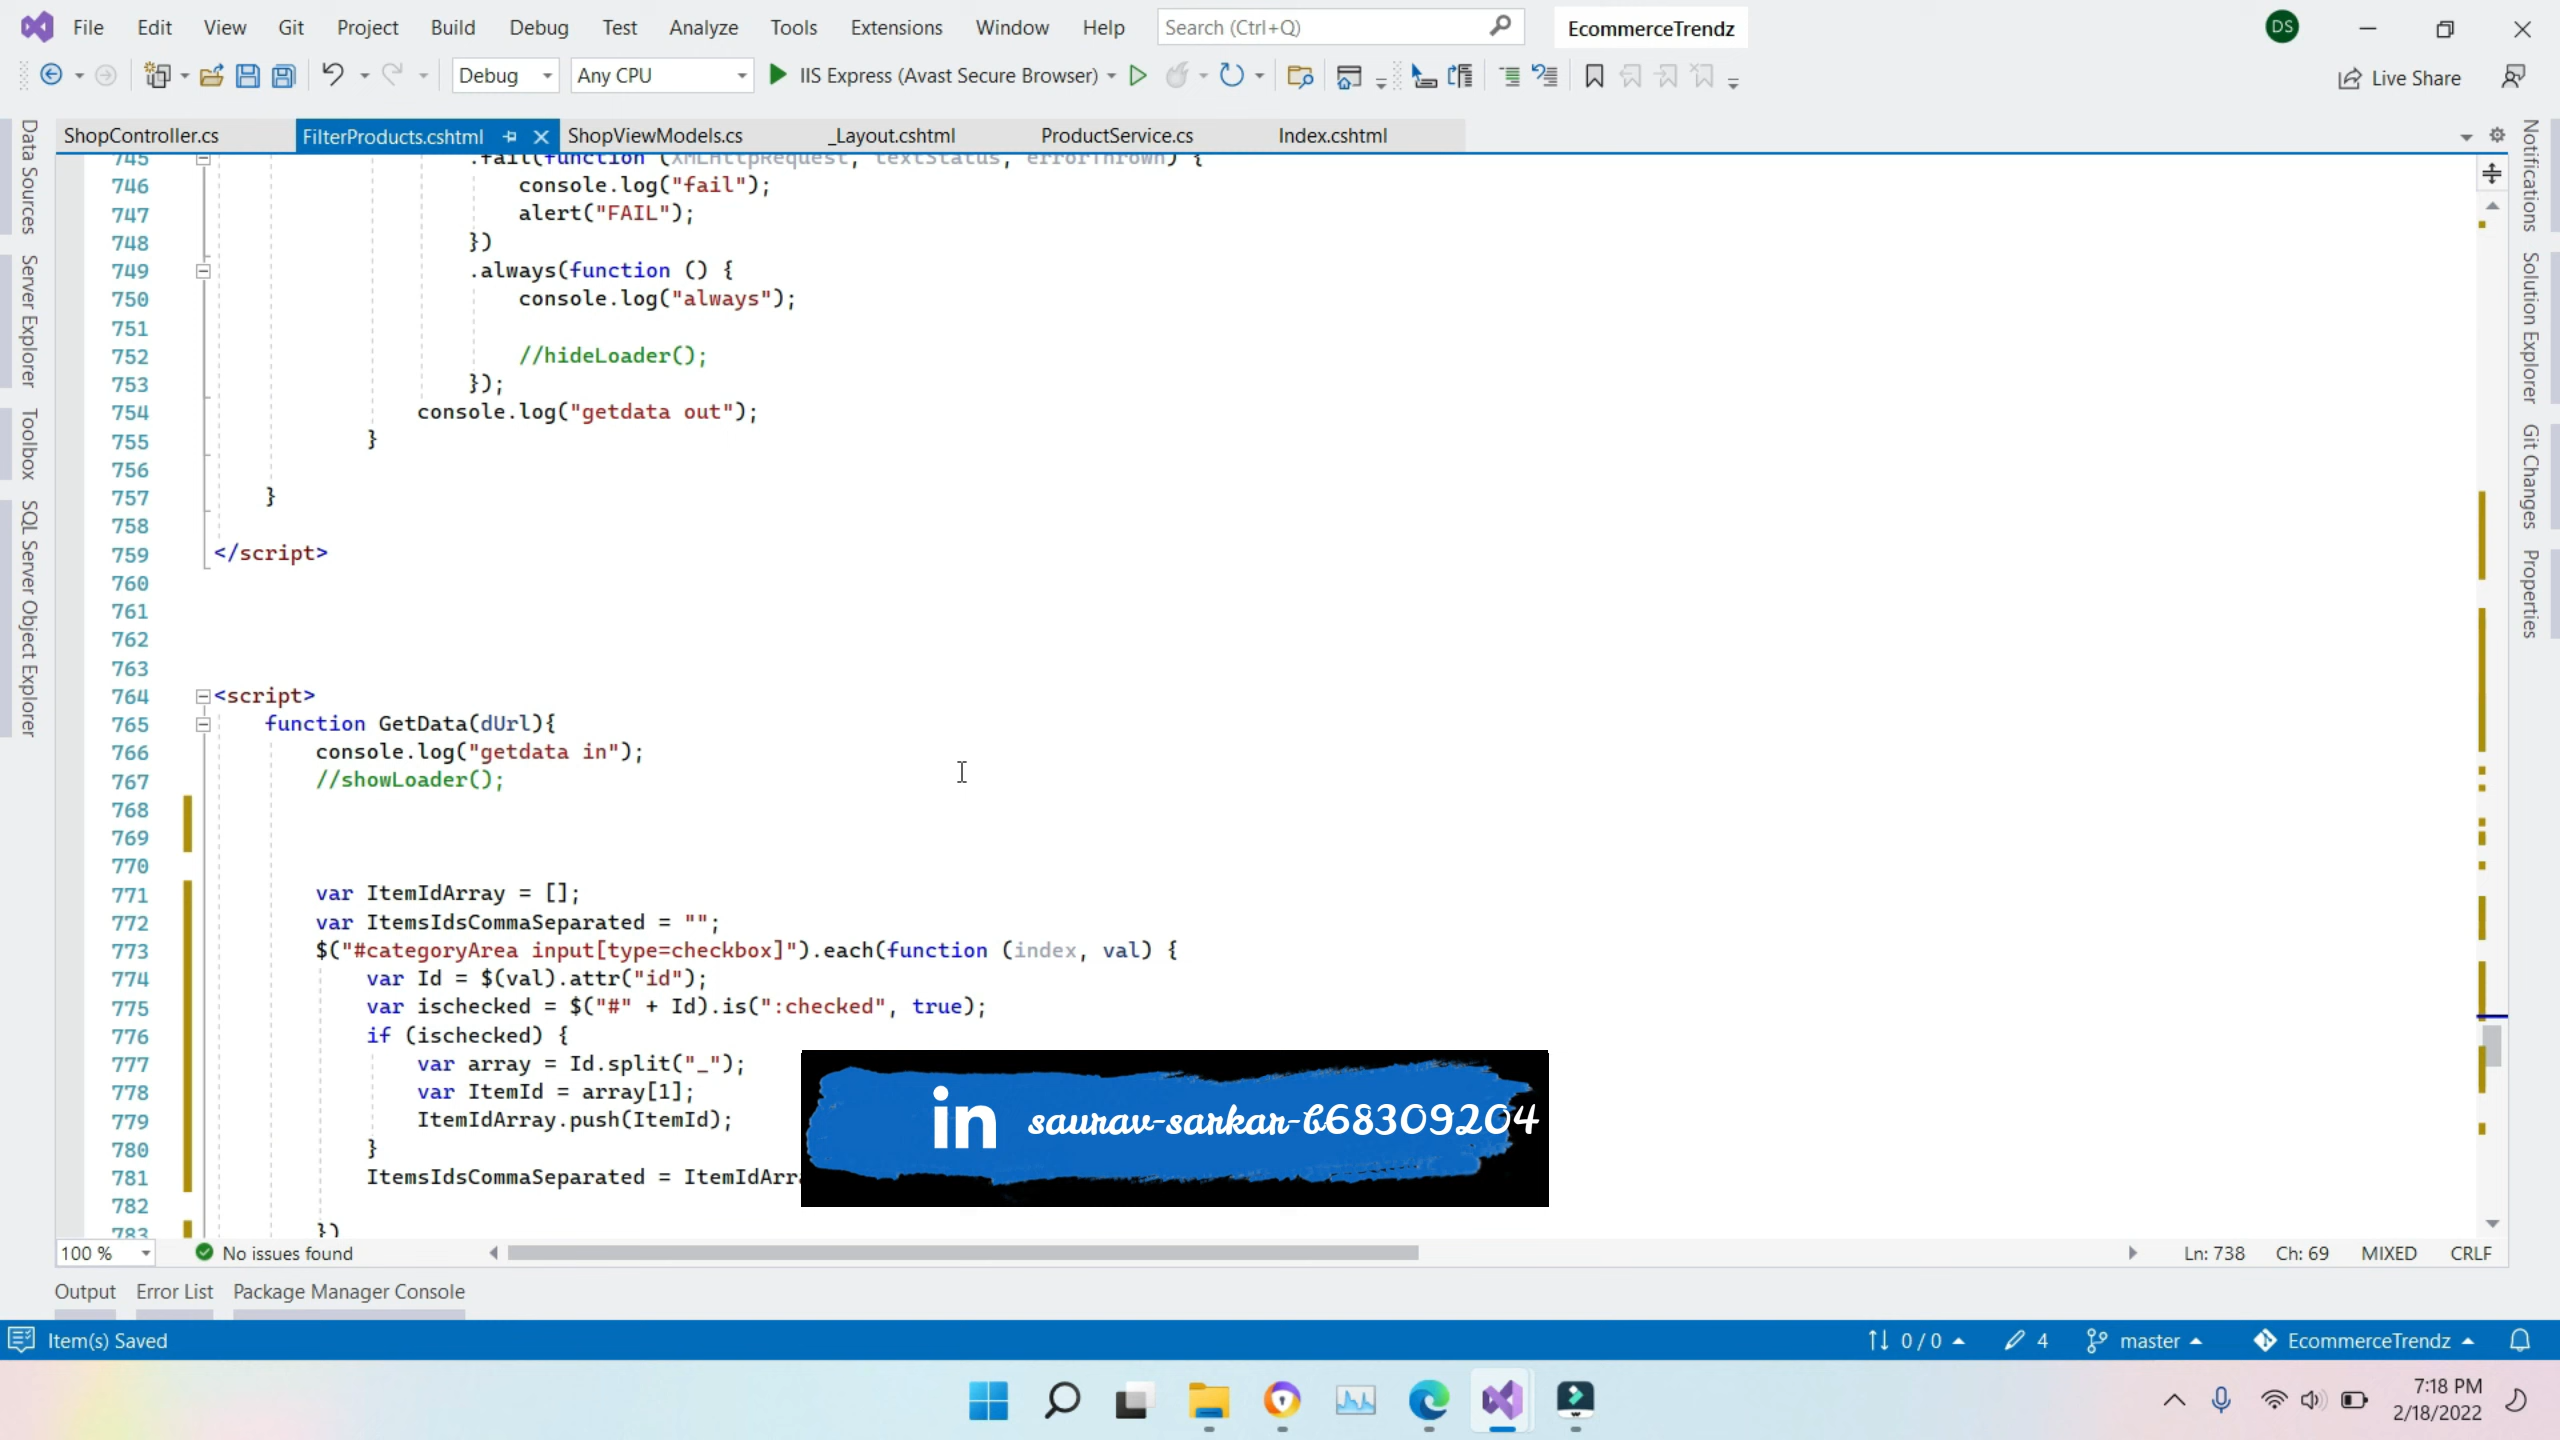 File Edit View Git Project Build Debug Test Analyze Tools Extensions Window Help Search (Ctrl+Q) EcommerceTrendz DS
Debug Any CPU IIS Express (Avast Secure Browser) Live Share
ShopController.cs FilterProducts.cshtml ShopViewModels.cs _Layout.cshtml ProductService.cs Index.cshtml
Data Sources
Server Explorer
Toolbox
SQL Server Object Explorer
Notifications
Solution Explorer
Git Changes
Properties
745 .fail(function (XMLHttpRequest, textStatus, errorThrown) {
746 console.log("fail");
747 alert("FAIL");
748 })
749 .always(function () {
750 console.log("always");
751
752 //hideLoader();
753 });
754 console.log("getdata out");
755 }
756
757 }
758
759 </script>
760
761
762
763
764 <script>
765 function GetData(dUrl){
766 console.log("getdata in");
767 //showLoader();
768
769
770
771 var ItemIdArray = [];
772 var ItemsIdsCommaSeparated = "";
773 $("#categoryArea input[type=checkbox]").each(function (index, val) {
774 var Id = $(val).attr("id");
775 var ischecked = $("#" + Id).is(":checked", true);
776 if (ischecked) {
777 var array = Id.split("_");
778 var ItemId = array[1];
779 ItemIdArray.push(ItemId);
780 }
781 ItemsIdsCommaSeparated = ItemIdArr
782
783 })
in saurav-sarkar-b68309204
100 % No issues found Ln: 738 Ch: 69 MIXED CRLF
Output Error List Package Manager Console
Item(s) Saved 0 / 0 4 master EcommerceTrendz
7:18 PM
2/18/2022